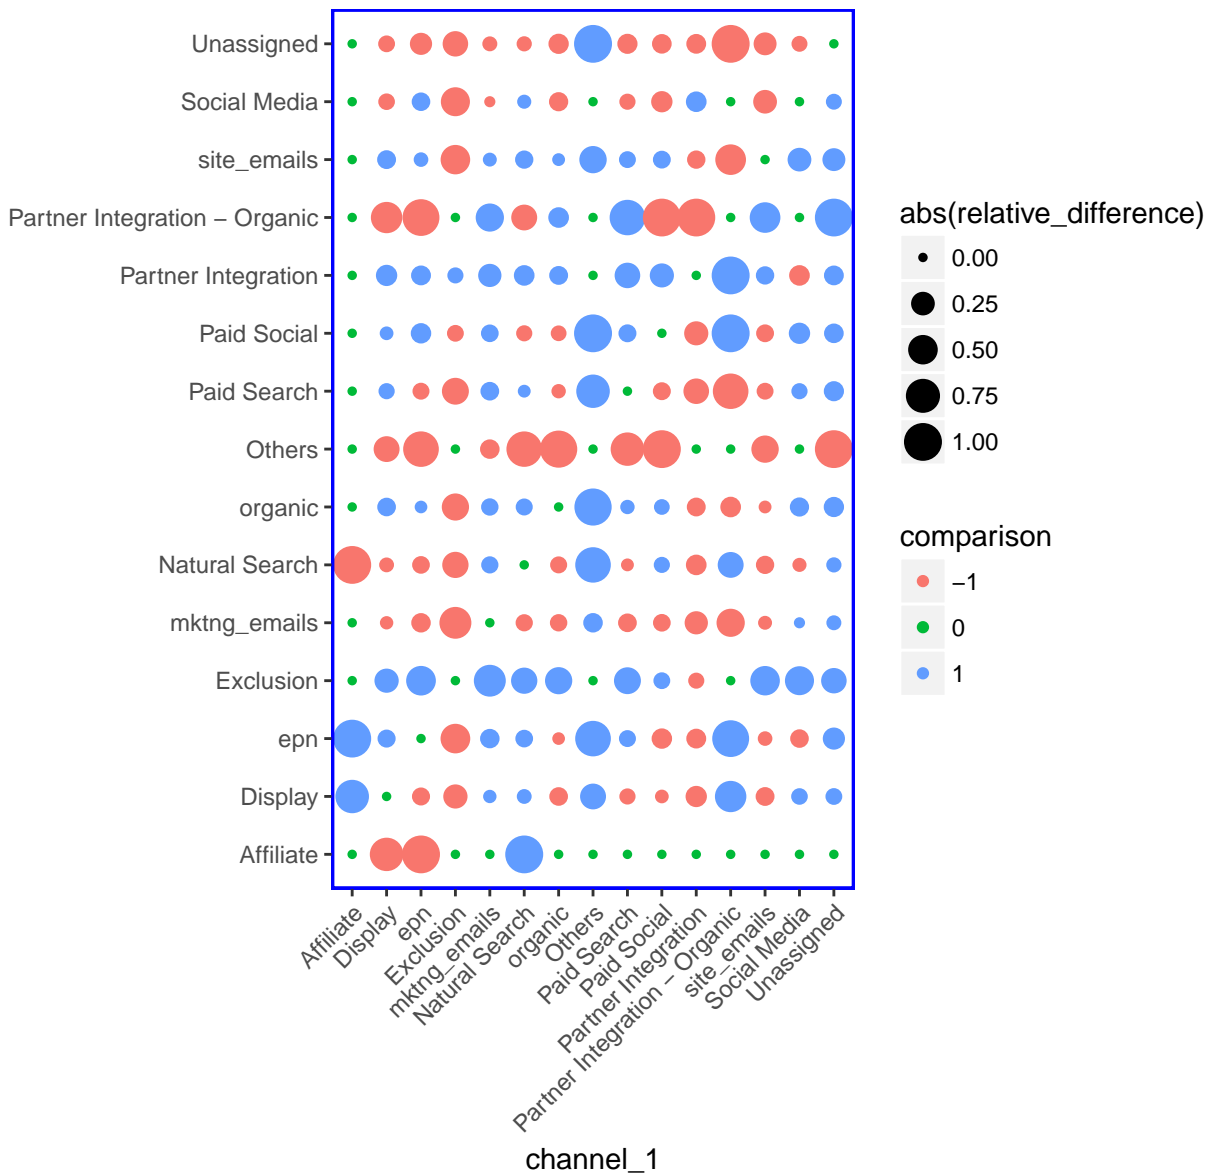 Unassigned
Social Media
site_emails
Partner Integration − Organic
Partner Integration
Paid Social
Paid Search
Others
organic
Natural Search
mktng_emails
Exclusion
epn
Display
Affiliate
Affiliate
Display
epn
Exclusion
mktng_emails
Natural Search
organic
Others
Paid Search
Paid Social
Partner Integration
Partner Integration − Organic
site_emails
Social Media
Unassigned
channel_1
abs(relative_difference)
0.00
0.25
0.50
0.75
1.00
comparison
−1
0
1